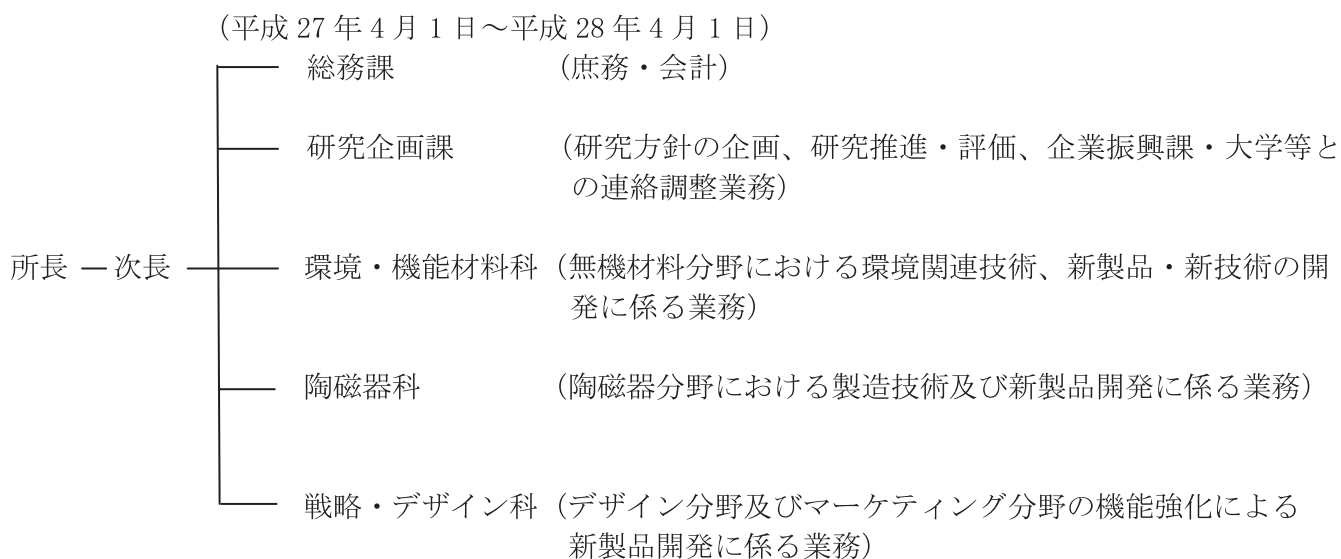 (平成 27 年 4 月 1 日~平成 28 年 4 月 1 日)
総務課 (庶務・会計)
研究企画課 (研究方針の企画、研究推進・評価、企業振興課・大学等と
の連絡調整業務)
所長 ― 次長 環境・機能材料科 (無機材料分野における環境関連技術、新製品・新技術の開
発に係る業務)
陶磁器科 (陶磁器分野における製造技術及び新製品開発に係る業務)
戦略・デザイン科 (デザイン分野及びマーケティング分野の機能強化による
新製品開発に係る業務)